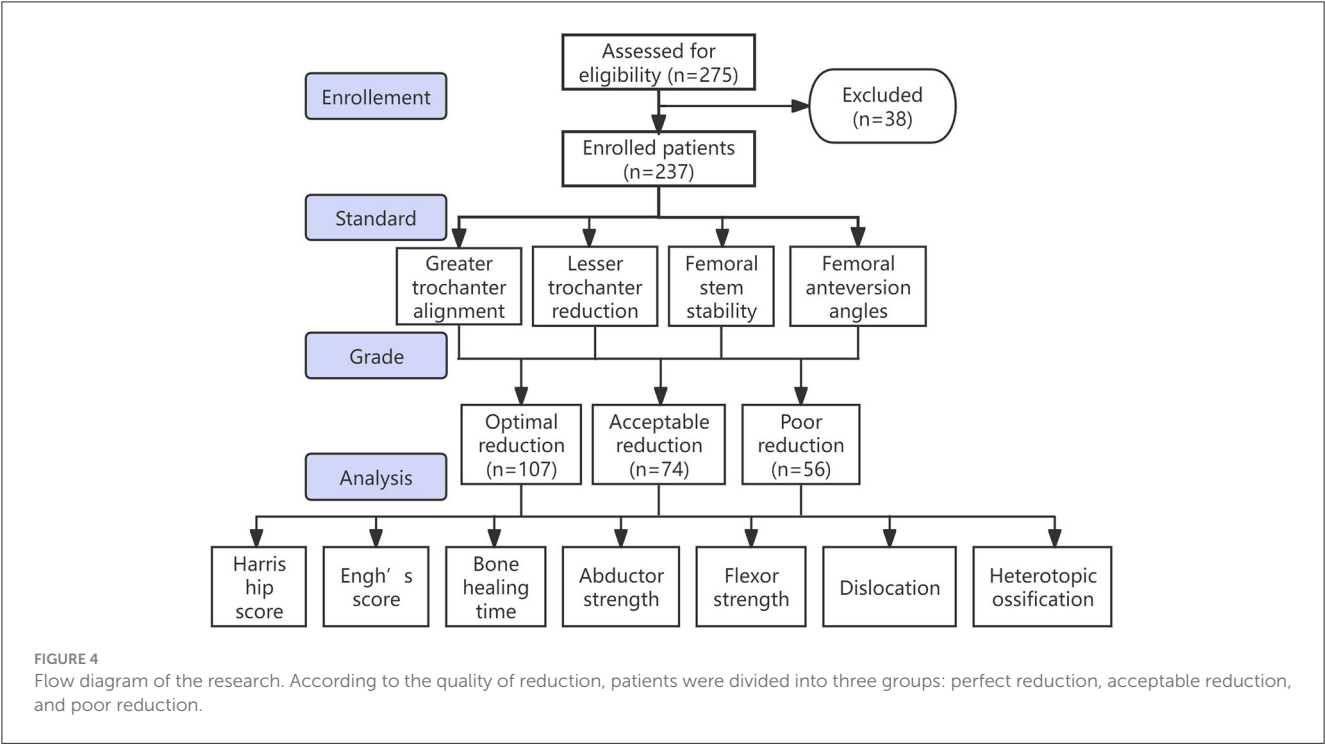 Assessed for
eligibility (n=275)
Enrollement
Excluded
(n=38)
Enrolled patients
(n=237)
Standard
Greater
trochanter
alignment
Lesser
trochanter
reduction
Femoral
stem
stability
Femoral
anteversion
angles
Grade
Optimal
reduction
(n=107)
Acceptable
reduction
(n=74)
Poor
reduction
(n=56)
Analysis
Harris
hip
score
Engh’ s
score
Bone
healing
time
Abductor
strength
Flexor
strength
Dislocation
Heterotopic
ossification
FIGURE 4
Flow diagram of the research. According to the quality of reduction, patients were divided into three groups: perfect reduction, acceptable reduction,
and poor reduction.